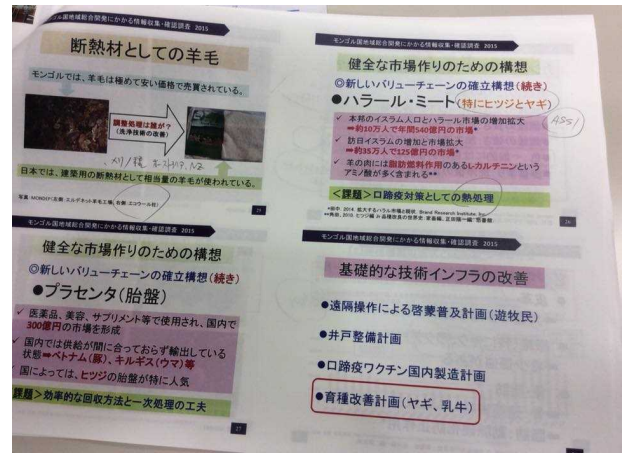 モンゴル国地域総合開発にかかる情報収集・確認調査 2015
断熱材としての羊毛
モンゴルでは、羊毛は極めて安い価格で売買されている。
調整処理は誰が?
(洗浄技術の改善)
メリノ種 オーストラリア、NZ
日本では、建築用の断熱材として相当量の羊毛が使われている。
25
モンゴル国地域総合開発にかかる情報収集・確認調査 2015
健全な市場作りのための構想
◎新しいバリューチェーンの確立構想(続き)
●ハラール・ミート(特にヒツジとヤギ)
✓ 本邦のイスラム人口とハラール市場の増加拡大
➡約10万人で年間540億円の市場*
✓ 訪日イスラム人の増加と市場拡大
➡約35万人で125億円の市場*
✓ 羊の肉には脂肪燃料作用のあるL-カルチニンという
アミノ酸が多く含まれる**
<課題>口蹄疫対策としての熱処理
26
モンゴル国地域総合開発にかかる情報収集・確認調査 2015
健全な市場作りのための構想
◎新しいバリューチェーンの確立構想(続き)
●プラセンタ(胎盤)
✓ 医薬品、美容、サプリメント等で使用され、国内で
300億円の市場を形成
✓ 国内では供給が間に合っておらず輸出している
状態➡ベトナム(豚)、キルギス(ウマ)等
国によっては、ヒツジの胎盤が特に人気
課題>効率的な回収方法と一次処理の工夫
27
モンゴル国地域総合開発にかかる情報収集・確認調査 2015
基礎的な技術インフラの改善
●遠隔操作による啓蒙普及計画(遊牧民)
●井戸整備計画
●口蹄疫ワクチン国内製造計画
●育種改善計画(ヤギ、乳牛)